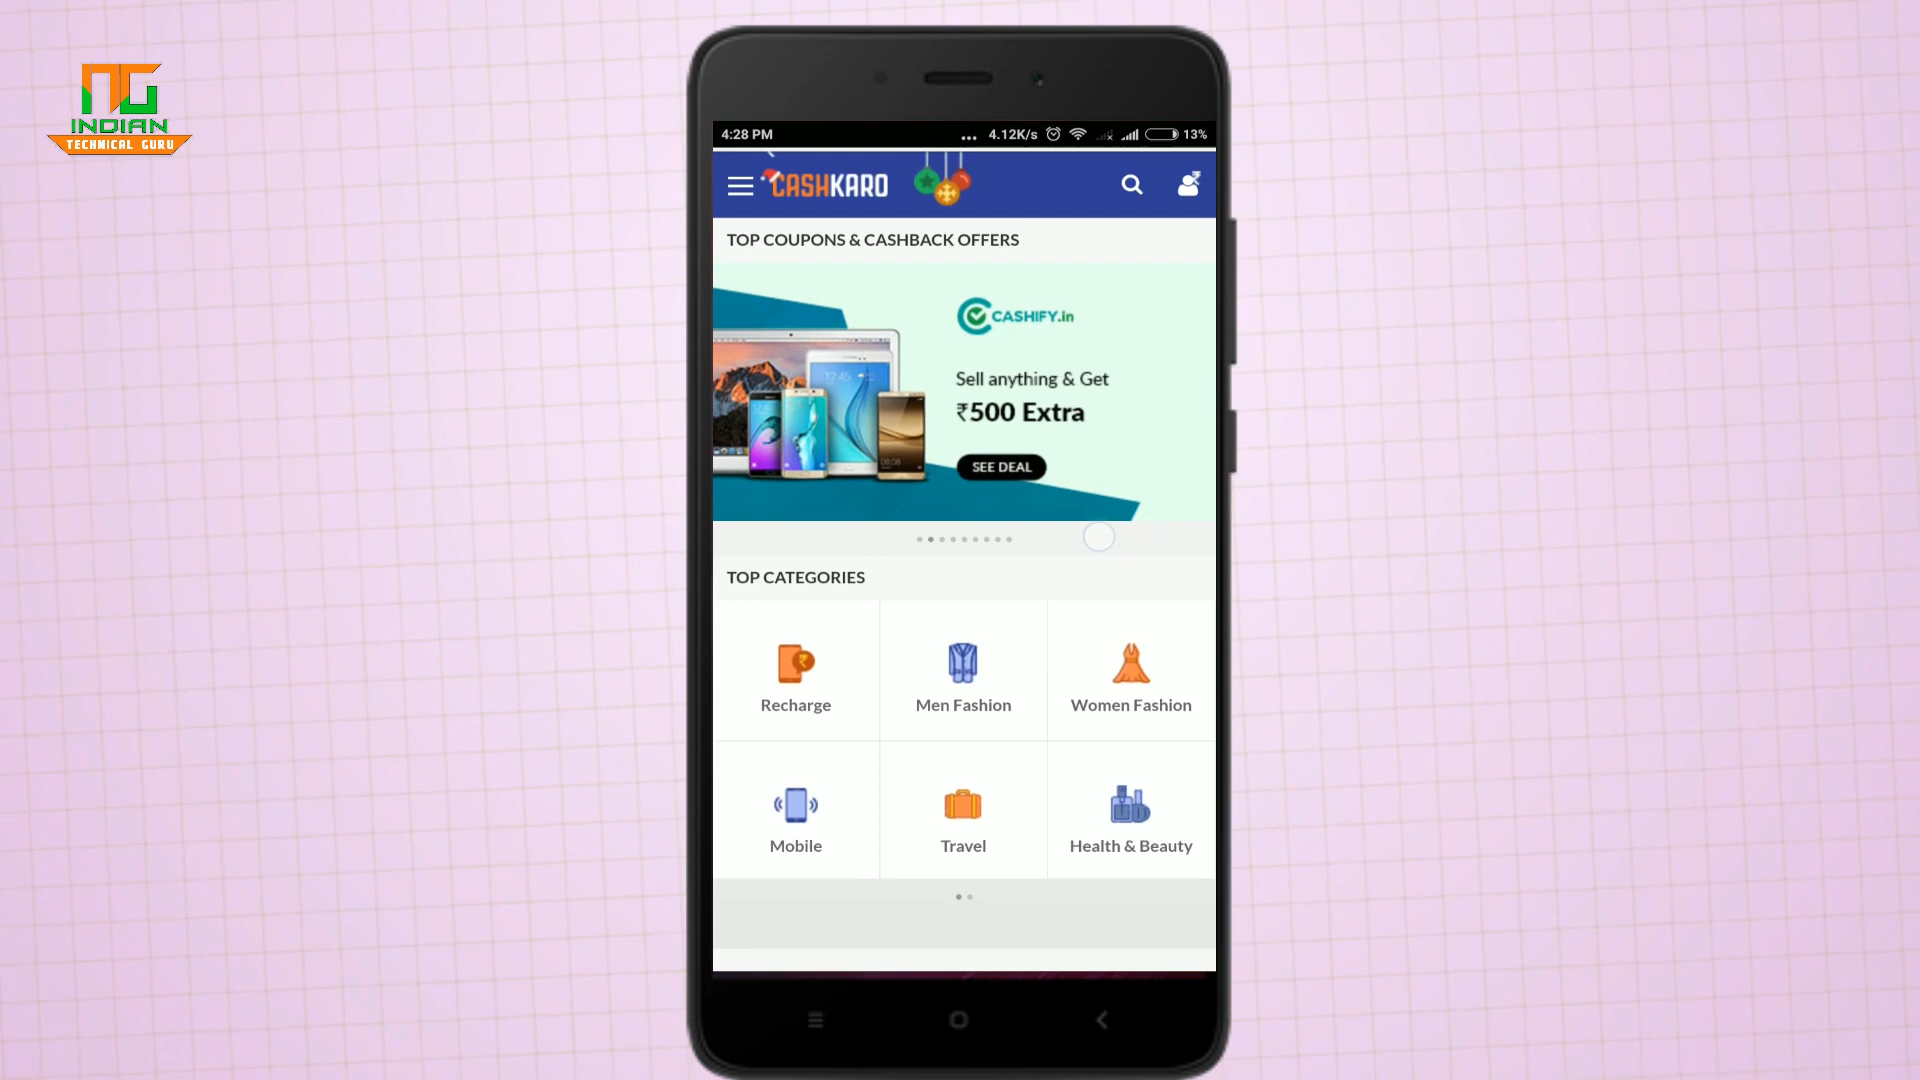 INDIAN
TECHNICAL GURU
4:28 PM
... 4.12K/s 13%
CASHKARO
TOP COUPONS & CASHBACK OFFERS
CASHIFY.in
Sell anything & Get
₹500 Extra
SEE DEAL
TOP CATEGORIES
Recharge
Men Fashion
Women Fashion
Mobile
Travel
Health & Beauty